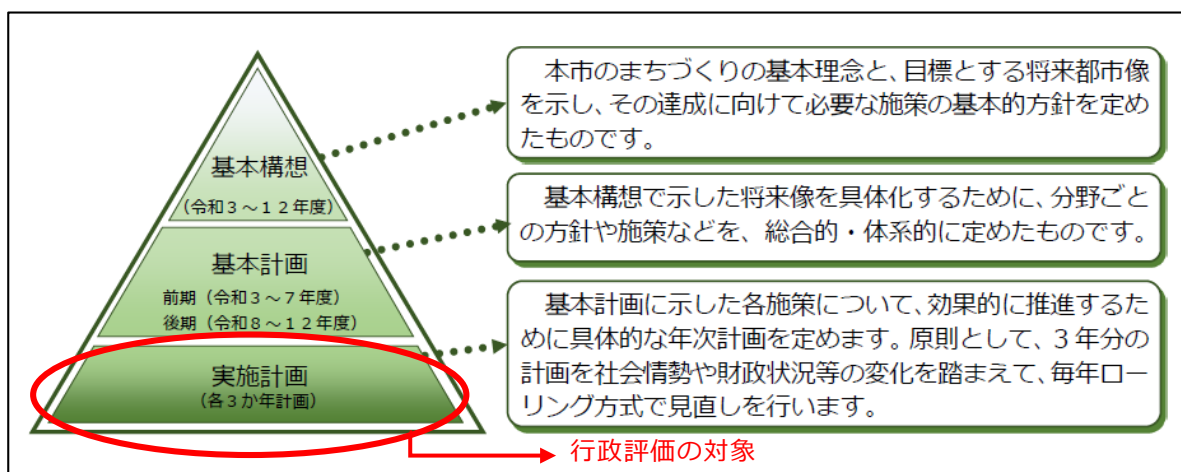 基本構想
(令和3～12年度)
本市のまちづくりの基本理念と、目標とする将来都市像
を示し、その達成に向けて必要な施策の基本的方針を定め
たものです。
基本計画
前期(令和3～7年度)
後期(令和8～12年度)
基本構想で示した将来像を具体化するために、分野ごと
の方針や施策などを、総合的・体系的に定めたものです。
実施計画
(各3か年計画)
基本計画に示した各施策について、効果的に推進するた
めに具体的な年次計画を定めます。原則として、3年分の
計画を社会情勢や財政状況等の変化を踏まえて、毎年ロー
リング方式で見直しを行います。
行政評価の対象